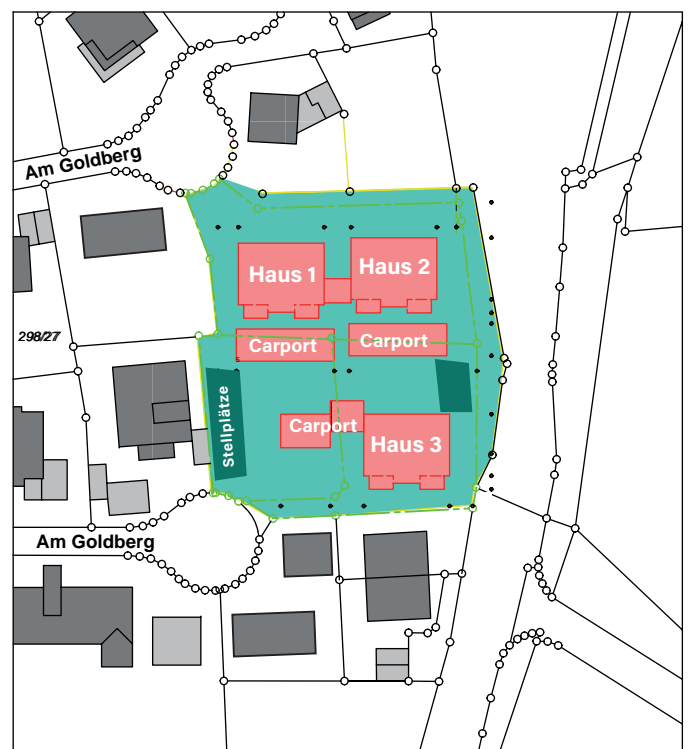 Am Goldberg
Haus 1
Haus 2
298/27
Carport
Carport
Stellplätze
Carport
Haus 3
Am Goldberg